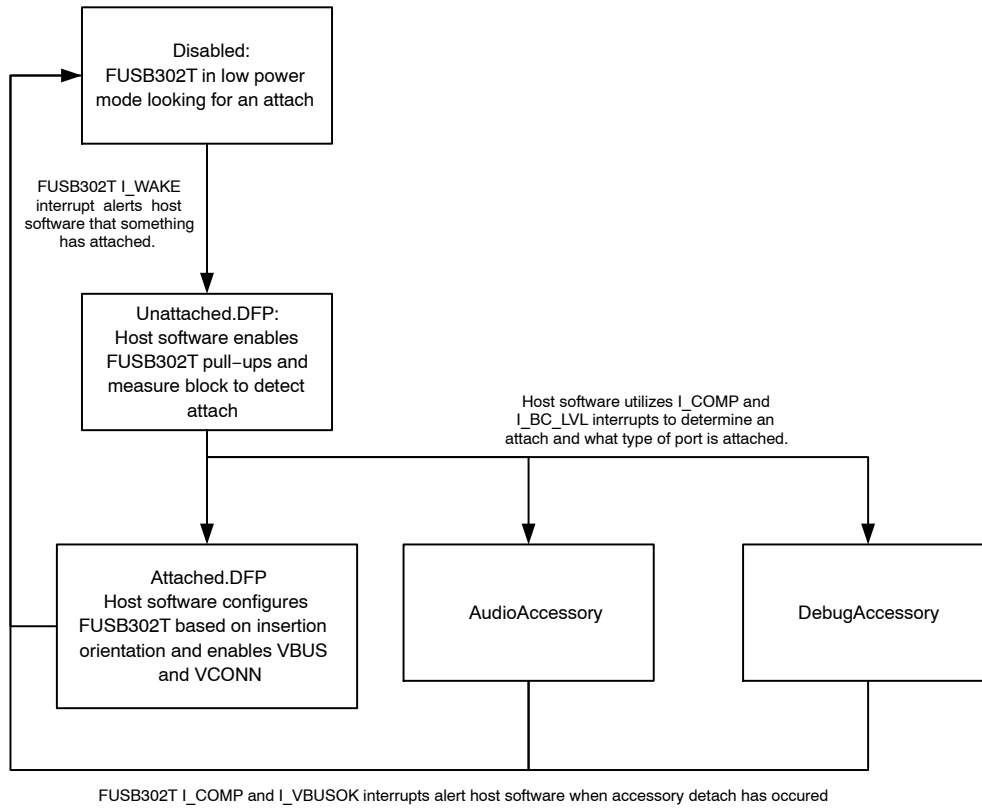 Disabled:
FUSB302T in low power
mode looking for an attach
FUSB302T I_WAKE
interrupt alerts host
software that something
has attached.
Unattached.DFP:
Host software enables
FUSB302T pull−ups and
measure block to detect
attach
Host software utilizes I_COMP and
I_BC_LVL interrupts to determine an
attach and what type of port is attached.
Attached.DFP
Host software configures
FUSB302T based on insertion
orientation and enables VBUS
and VCONN
AudioAccessory
DebugAccessory
FUSB302T I_COMP and I_VBUSOK interrupts alert host software when accessory detach has occured